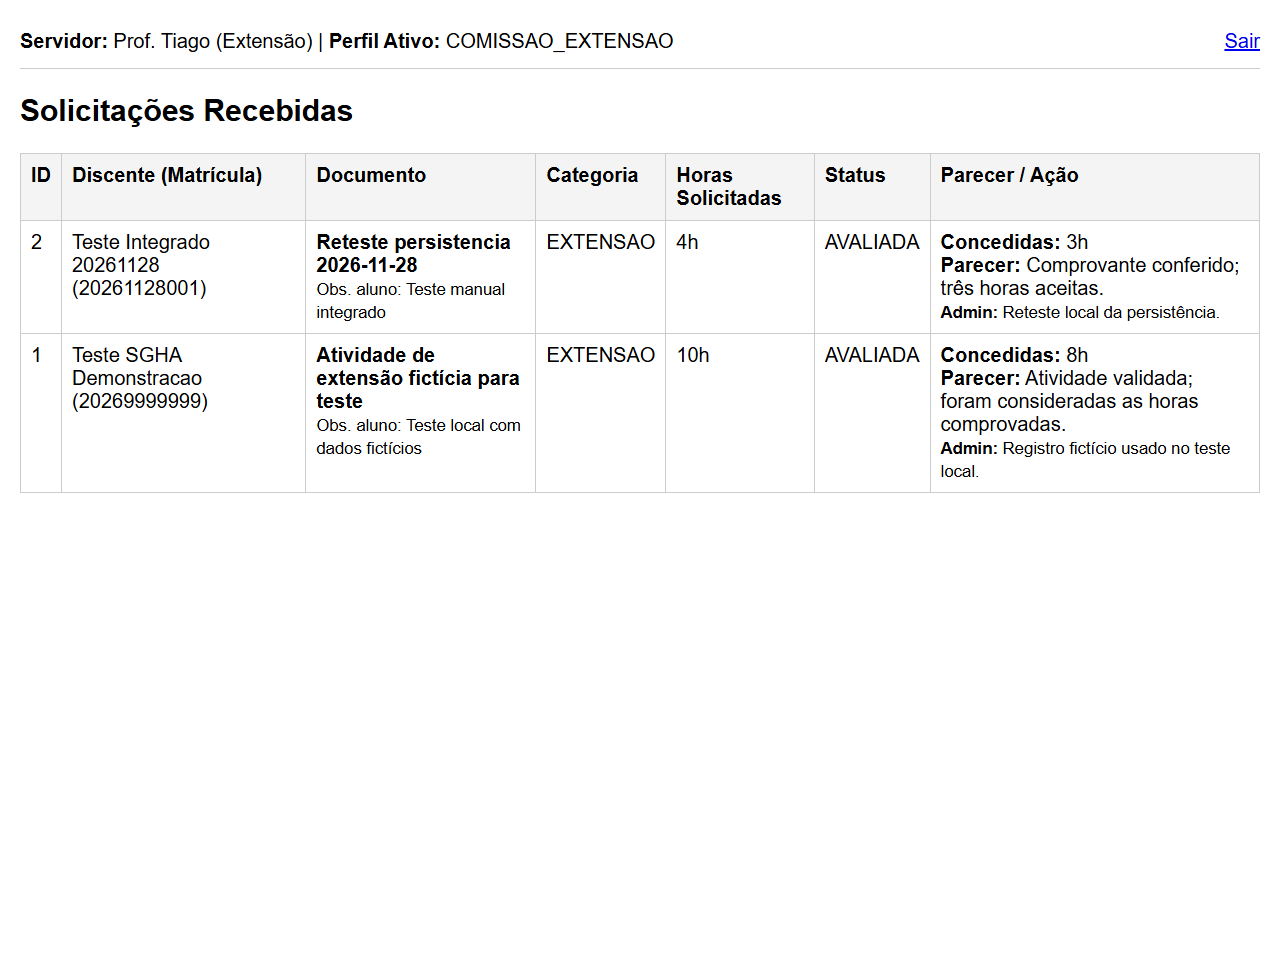 Servidor: Prof. Tiago (Extensão) | Perfil Ativo: COMISSAO_EXTENSAO
Sair
Solicitações Recebidas
ID
Discente (Matrícula)
Documento
Categoria
Horas
Solicitadas
Status
Parecer / Ação
2
Teste Integrado
20261128
(20261128001)
Reteste persistencia
2026-11-28
Obs. aluno: Teste manual
integrado
EXTENSAO
4h
AVALIADA
Concedidas: 3h
Parecer: Comprovante conferido;
três horas aceitas.
Admin: Reteste local da persistência.
1
Teste SGHA
Demonstracao
(20269999999)
Atividade de
extensão fictícia para
teste
Obs. aluno: Teste local com
dados fictícios
EXTENSAO
10h
AVALIADA
Concedidas: 8h
Parecer: Atividade validada;
foram consideradas as horas
comprovadas.
Admin: Registro fictício usado no teste
local.